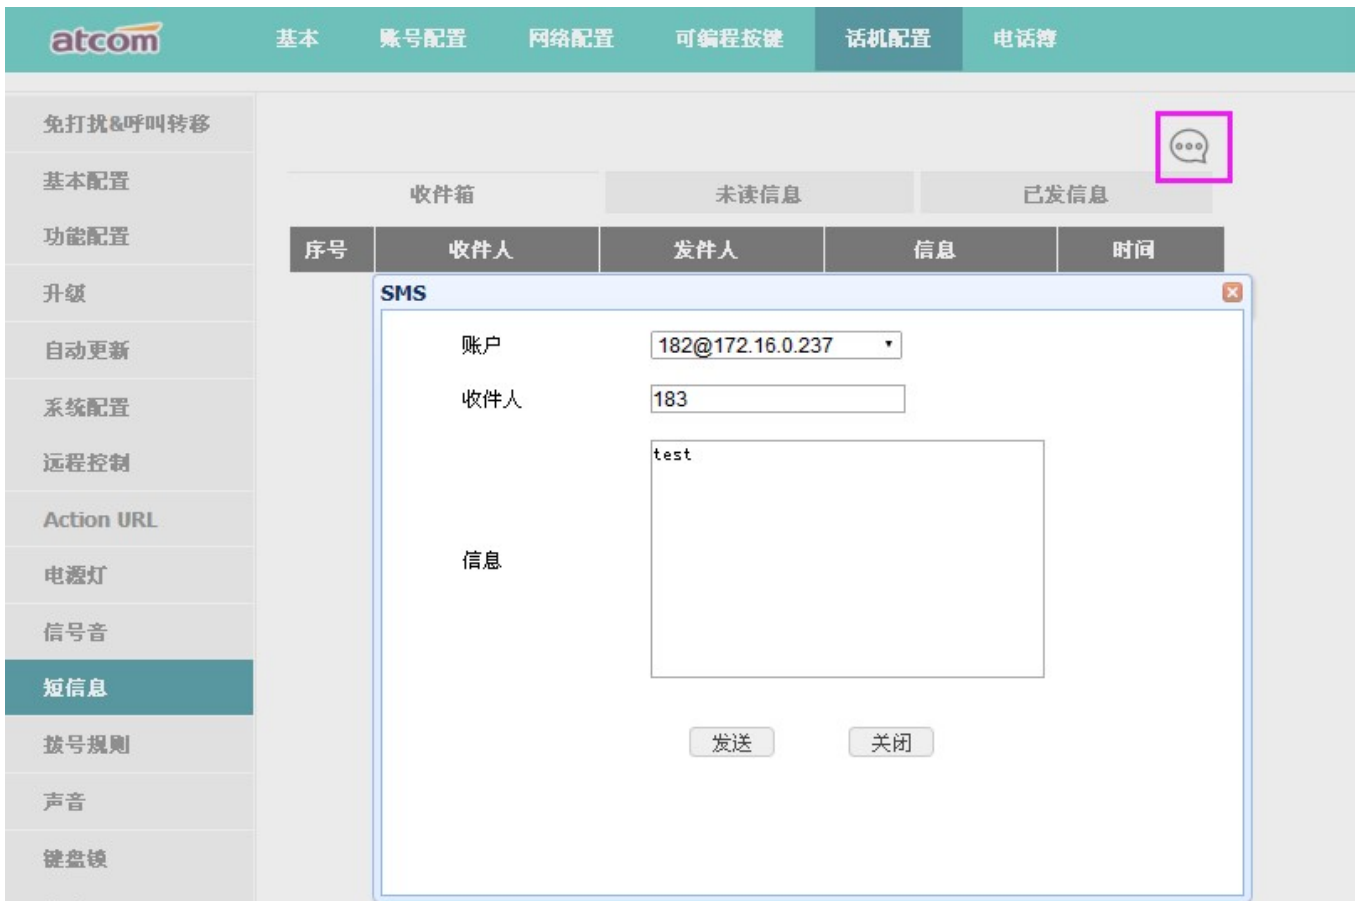 atcom 基本 账号配置 网络配置 可编程按键 话机配置 电话簿
免打扰&呼叫转移
基本配置
功能配置
升级
自动更新
系统配置
远程控制
Action URL
电源灯
信号音
短信息
拨号规则
声音
键盘锁
收件箱 未读信息 已发信息
序号 收件人 发件人 信息 时间
SMS
账户 182@172.16.0.237
收件人 183
信息 test
发送 关闭